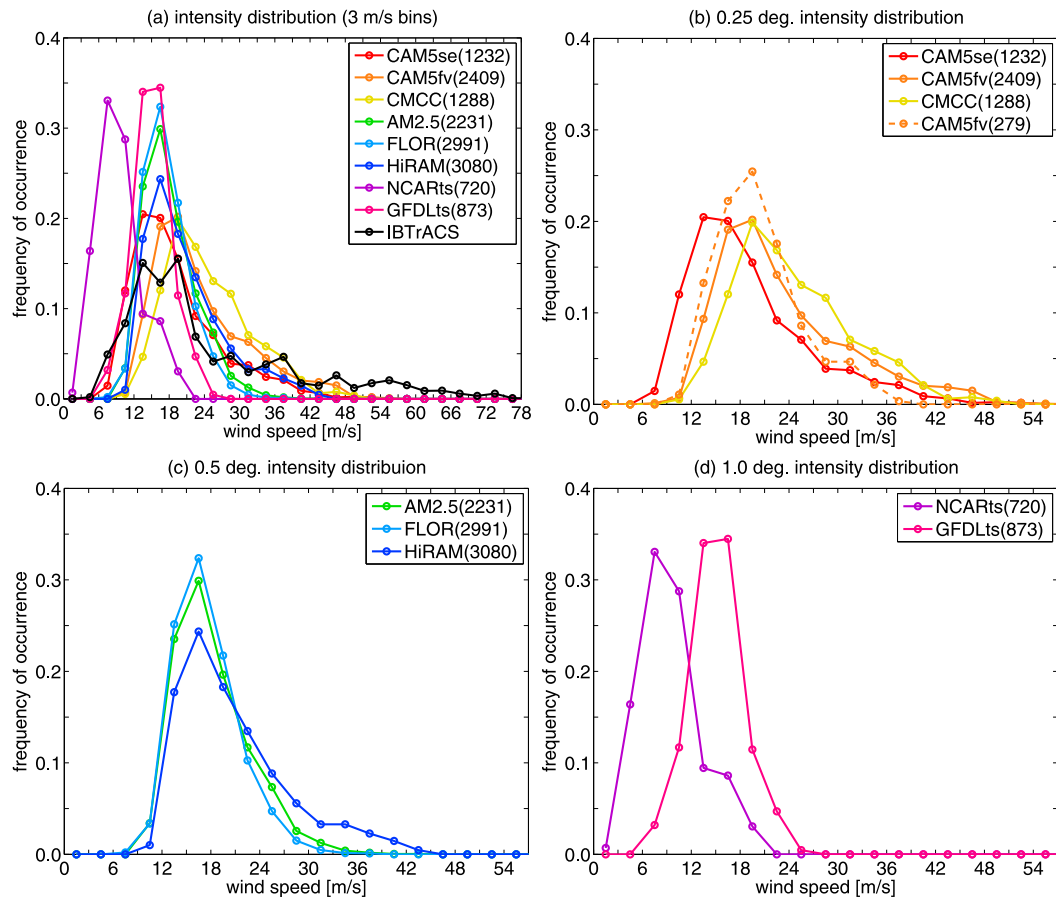 (a) intensity distribution (3 m/s bins)
frequency of occurrence
0.4
0.3
0.2
0.1
0.0
CAM5se(1232)
CAM5fv(2409)
CMCC(1288)
AM2.5(2231)
FLOR(2991)
HiRAM(3080)
NCARts(720)
GFDLts(873)
IBTrACS
0 6 12 18 24 30 36 42 48 54 60 66 72 78
wind speed [m/s]
(b) 0.25 deg. intensity distribution
frequency of occurrence
0.4
0.3
0.2
0.1
0.0
CAM5se(1232)
CAM5fv(2409)
CMCC(1288)
CAM5fv(279)
0 6 12 18 24 30 36 42 48 54
wind speed [m/s]
(c) 0.5 deg. intensity distribuion
frequency of occurrence
0.4
0.3
0.2
0.1
0.0
AM2.5(2231)
FLOR(2991)
HiRAM(3080)
0 6 12 18 24 30 36 42 48 54
wind speed [m/s]
(d) 1.0 deg. intensity distribution
frequency of occurrence
0.4
0.3
0.2
0.1
0.0
NCARts(720)
GFDLts(873)
0 6 12 18 24 30 36 42 48 54
wind speed [m/s]